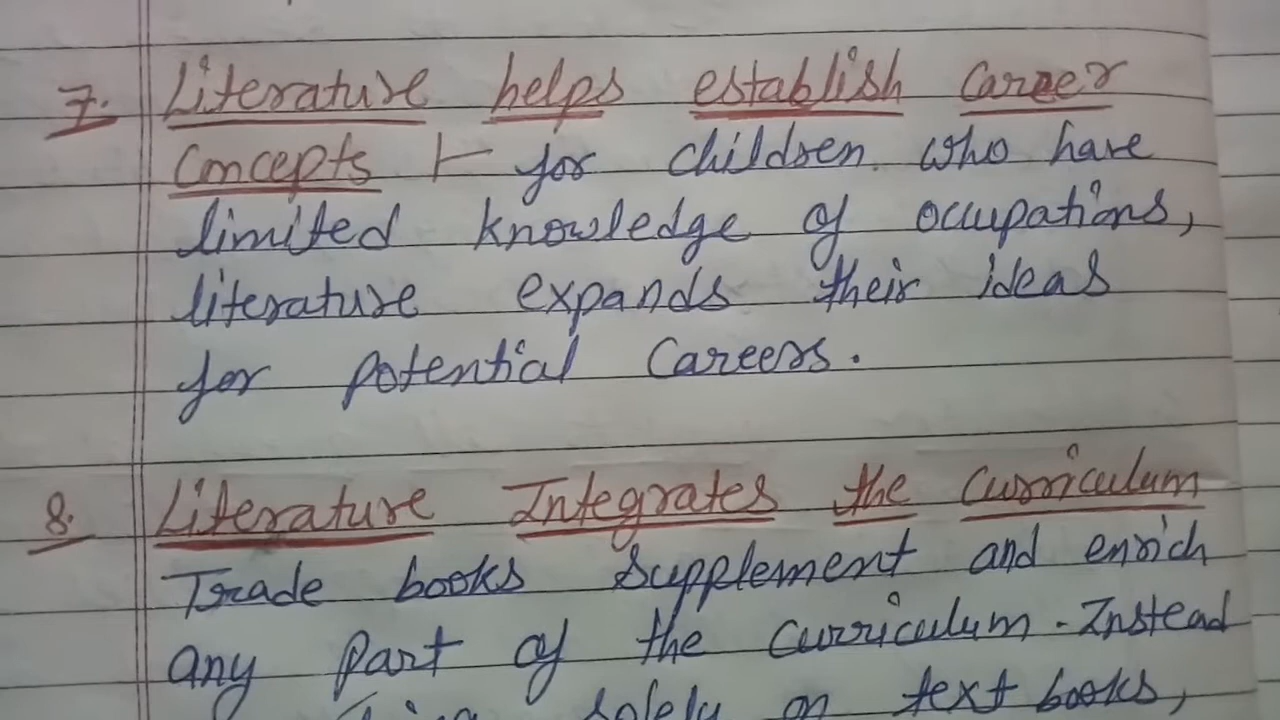 7. Literature helps establish Career
Concepts :- for children who have
limited knowledge of occupations,
literature expands their ideas
for potential Careers.
8. Literature Integrates the Curriculum
Trade books Supplement and enrich
any part of the Curriculum. Instead
solely on text books,